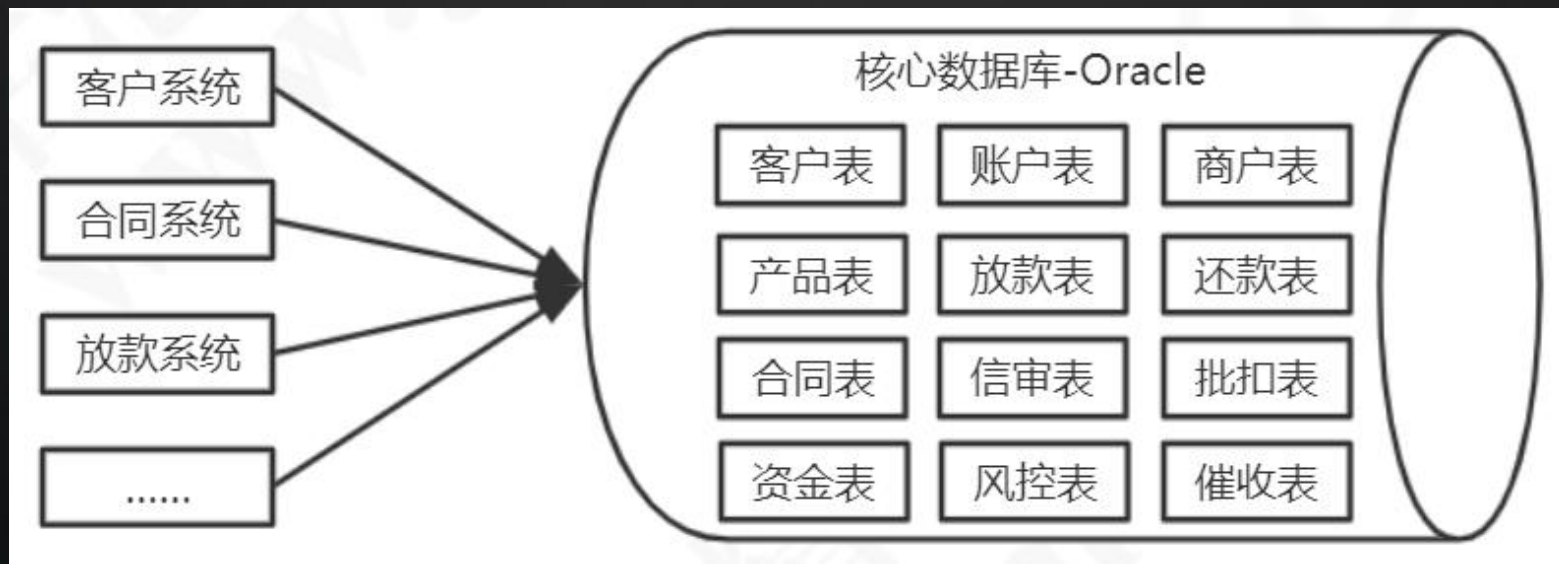 核心数据库-Oracle
客户系统
合同系统
放款系统
......
客户表 账户表 商户表
产品表 放款表 还款表
合同表 信审表 批扣表
资金表 风控表 催收表